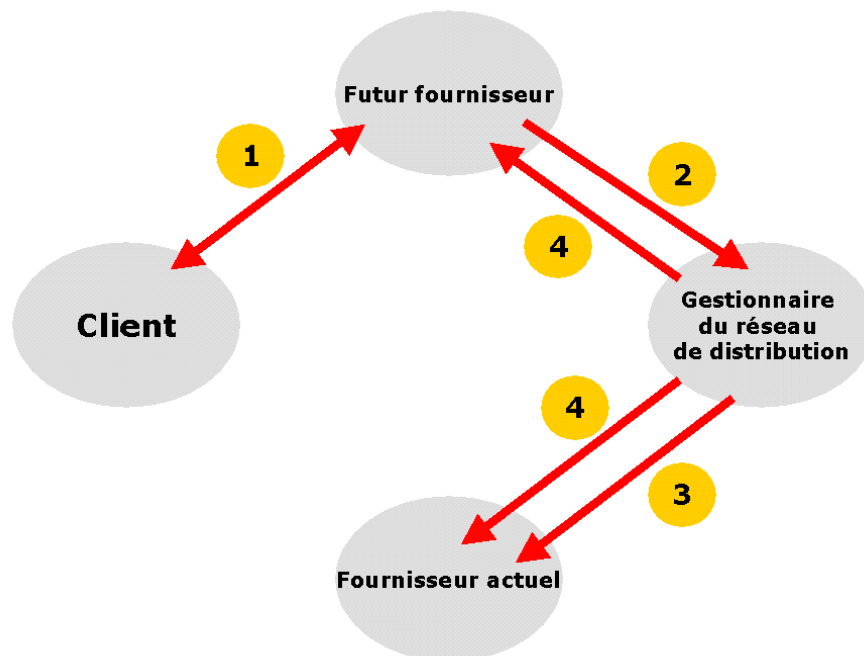 Futur fournisseur
1
2
4
Client
Gestionnaire
du réseau
de distribution
4
3
Fournisseur actuel